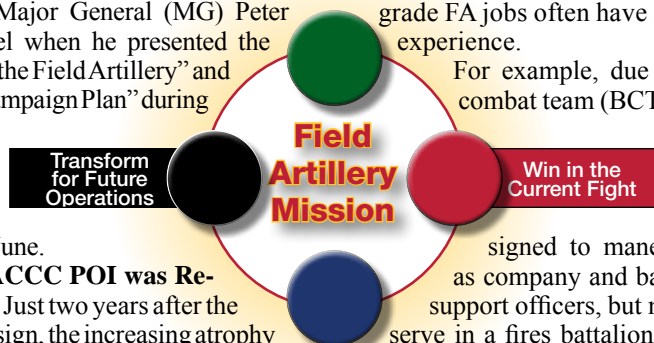 Major General (MG) Peter
el when he presented the
the Field Artillery” and
mpaign Plan” during
Transform
for Future
Operations
Field
Artillery
Mission
Win in the
Current Fight
June.
ACCC POI was Re-
Just two years after the
sign, the increasing atrophy
grade FA jobs often have
experience.
For example, due
combat team (BCT
signed to mane
as company and ba
support officers, but
serve in a fires battalion